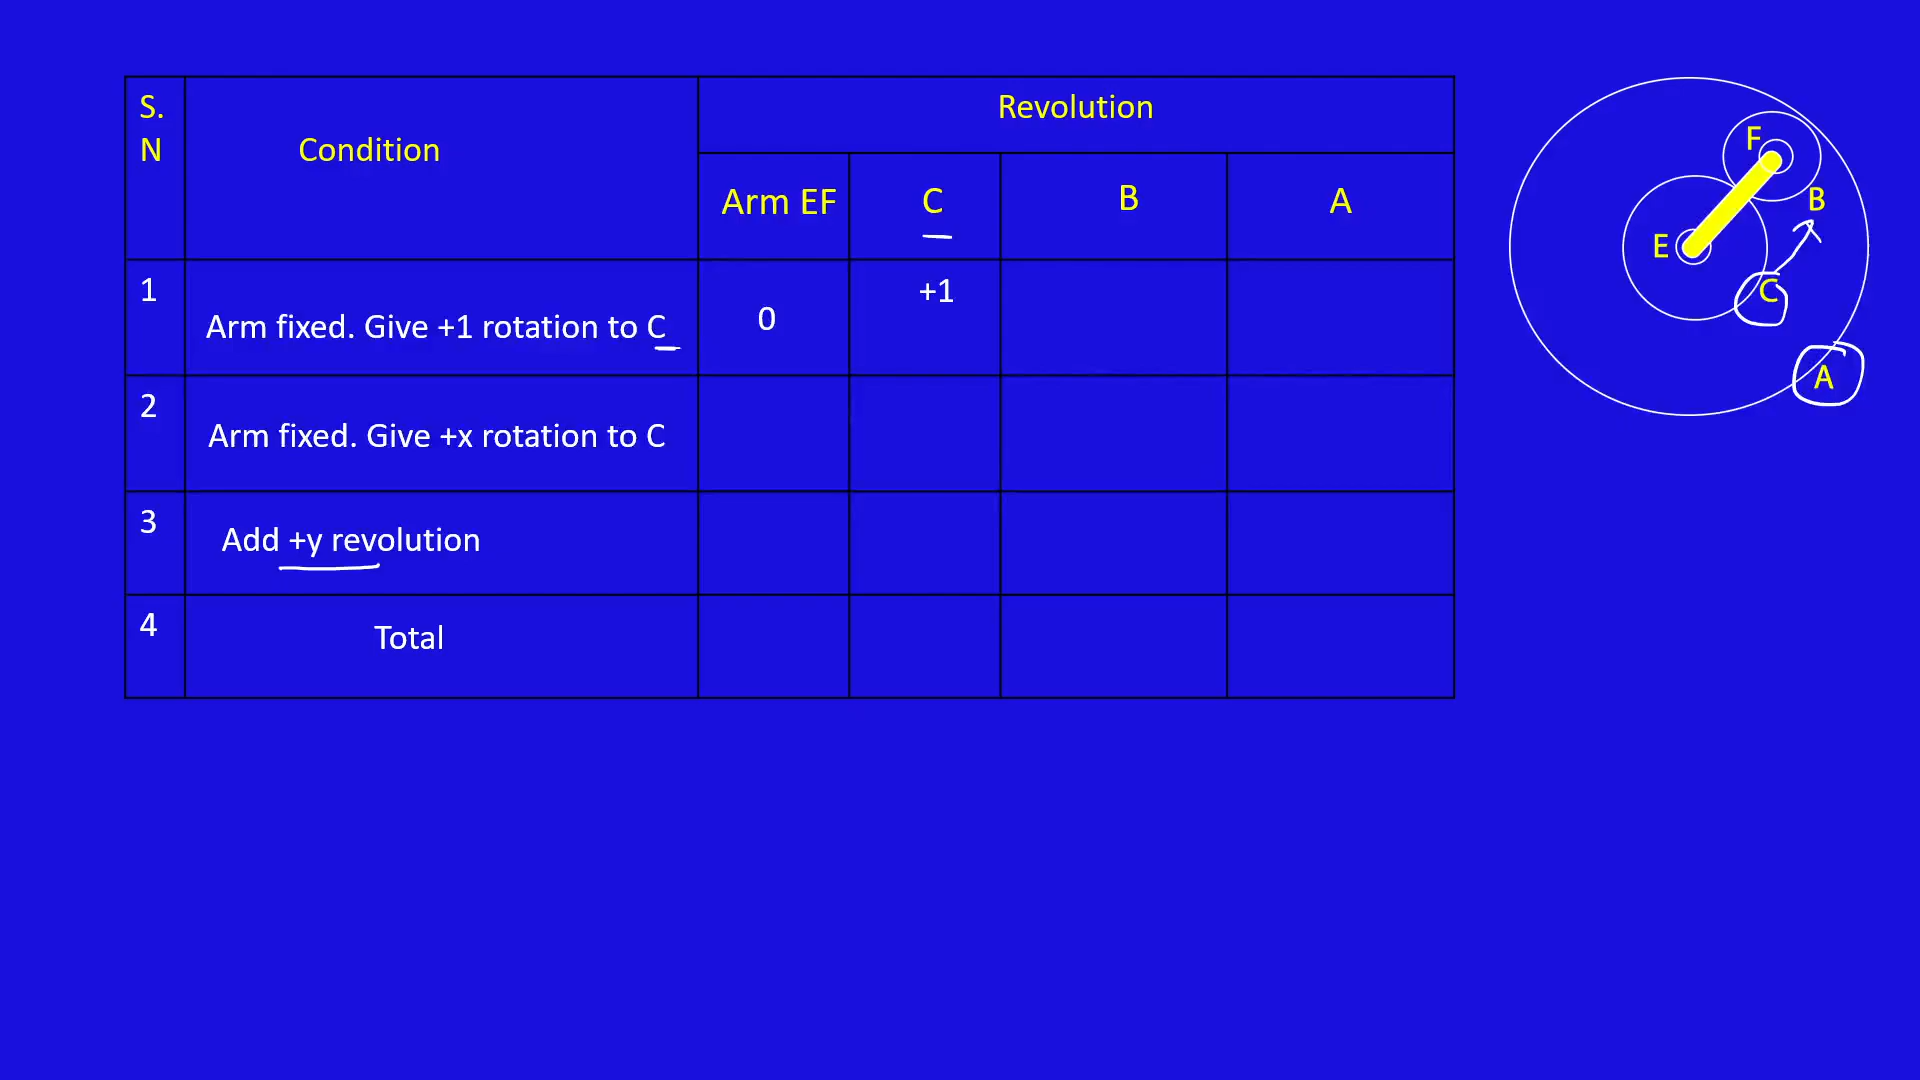 S.
N
Condition
Revolution
Arm EF
C
B
A
1
Arm fixed. Give +1 rotation to C
0
+1
2
Arm fixed. Give +x rotation to C
3
Add +y revolution
4
Total
F
B
E
C
A